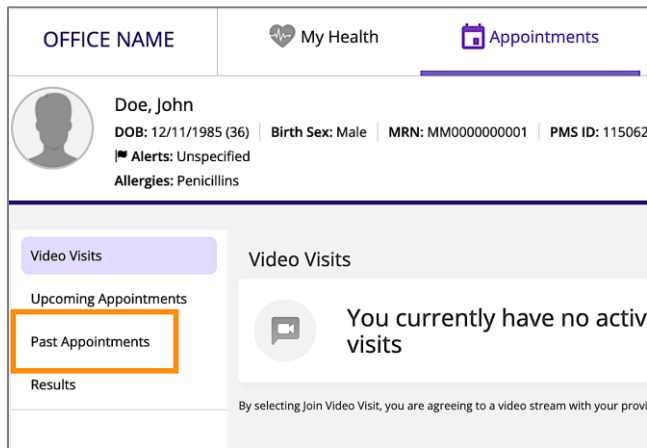 OFFICE NAME
My Health
Appointments
Doe, John
DOB: 12/11/1985 (36) Birth Sex: Male MRN: MM0000000001 PMS ID: 115062
Alerts: Unspecified
Allergies: Penicillins
Video Visits
Upcoming Appointments
Past Appointments
Results
Video Visits
You currently have no activ
visits
By selecting Join Video Visit, you are agreeing to a video stream with your provi